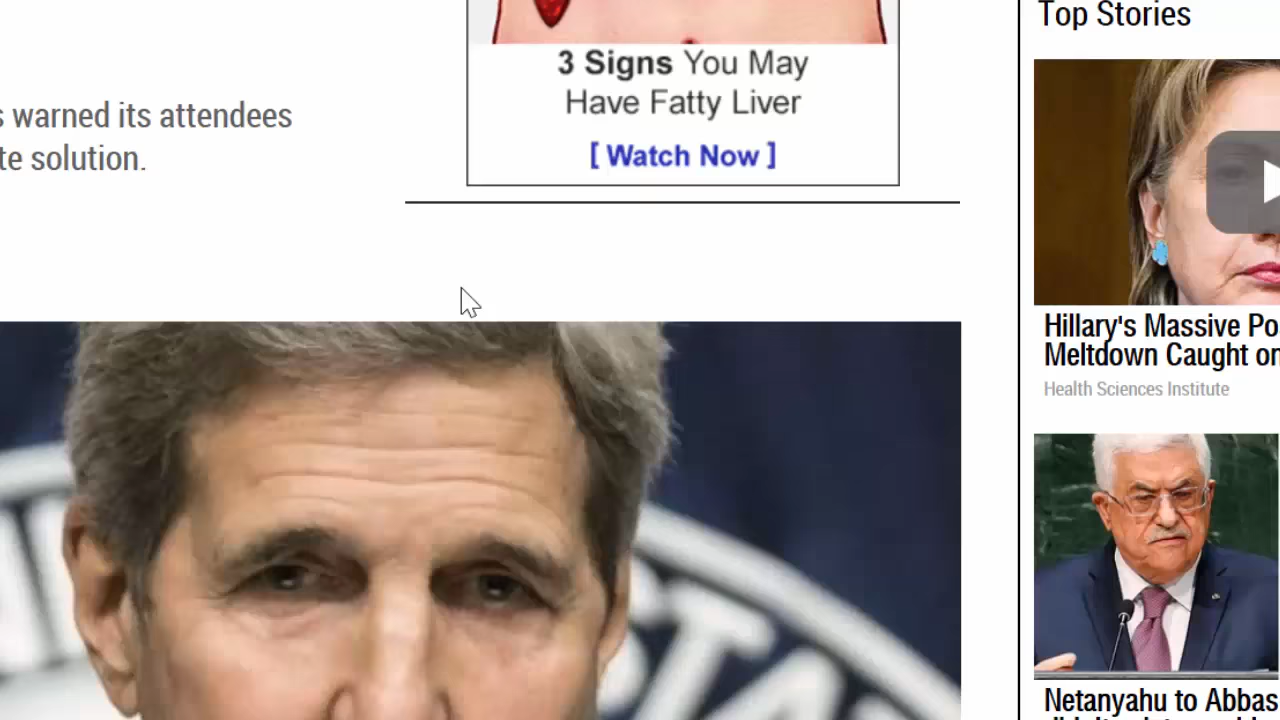 s warned its attendees
te solution.
3 Signs You May
Have Fatty Liver
[ Watch Now ]
Top Stories
Hillary's Massive Po
Meltdown Caught on
Health Sciences Institute
Netanyahu to Abbas
STA